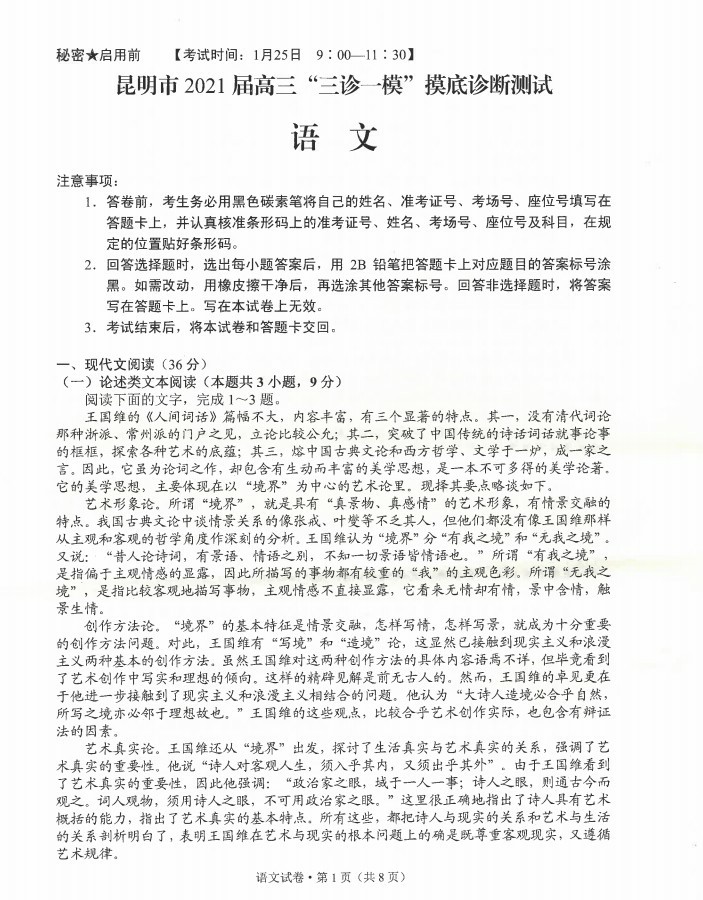 秘密★启用前 【考试时间：1月25日 9：00—11：30】
昆明市 2021 届高三“三诊一模”摸底诊断测试
语 文
注意事项：
1．答卷前，考生务必用黑色碳素笔将自己的姓名、准考证号、考场号、座位号填写在
答题卡上，并认真核准条形码上的准考证号、姓名、考场号、座位号及科目，在规
定的位置贴好条形码。
2．回答选择题时，选出每小题答案后，用 2B 铅笔把答题卡上对应题目的答案标号涂
黑。如需改动，用橡皮擦干净后，再选涂其他答案标号。回答非选择题时，将答案
写在答题卡上。写在本试卷上无效。
3．考试结束后，将本试卷和答题卡交回。
一、现代文阅读（36 分）
（一）论述类文本阅读（本题共 3 小题，9 分）
阅读下面的文字，完成 1～3 题。
王国维的《人间词话》篇幅不大，内容丰富，有三个显著的特点。其一，没有清代词论
那种浙派、常州派的门户之见，立论比较公允；其二，突破了中国传统的诗话词话就事论事
的框框，探索各种艺术的底蕴；其三，熔中国古典文论和西方哲学、文学于一炉，成一家之
言。因此，它虽为论词之作，却包含有生动而丰富的美学思想，是一本不可多得的美学论著。
它的美学思想，主要体现在以“境界”为中心的艺术论里。现择其要点略谈如下。
艺术形象论。所谓“境界”，就是具有“真景物、真感情”的艺术形象，有情景交融的
特点。我国古典文论中谈情景关系的像张戒、叶燮等不乏其人，但他们都没有像王国维那样
从主观和客观的哲学角度作深刻的分析。王国维认为“境界”分“有我之境”和“无我之境”。
又说：“昔人论诗词，有景语、情语之别，不知一切景语皆情语也。”所谓“有我之境”，
是指偏于主观情感的显露，因此所描写的事物都有较重的“我”的主观色彩。所谓“无我之
境”，是指比较客观地描写事物，主观情感不直接显露，它看来无情却有情，景中含情，触
景生情。
创作方法论。“境界”的基本特征是情景交融，怎样写情，怎样写景，就成为十分重要
的创作方法问题。对此，王国维有“写境”和“造境”论，这显然已接触到现实主义和浪漫
主义两种基本的创作方法。虽然王国维对这两种创作方法的具体内容语焉不详，但毕竟看到
了艺术创作中写实和理想的倾向。这样的精辟见解是前无古人的。然而，王国维的卓见更在
于他进一步接触到了现实主义和浪漫主义相结合的问题。他认为“大诗人造境必合乎自然，
所写之境亦必邻于理想故也。”王国维的这些观点，比较合乎艺术创作实际，也包含有辩证
法的因素。
艺术真实论。王国维还从“境界”出发，探讨了生活真实与艺术真实的关系，强调了艺
术真实的重要性。他说“诗人对客观人生，须入乎其内，又须出乎其外”。由于王国维看到
了艺术真实的重要性，因此他强调：“政治家之眼，域于一人一事；诗人之眼，则通古今而
观之。词人观物，须用诗人之眼，不可用政治家之眼。”这里很正确地指出了诗人具有艺术
概括的能力，指出了艺术真实的基本特点。所有这些，都把诗人与现实的关系和艺术与生活
的关系剖析明白了，表明王国维在艺术与现实的根本问题上的确是既尊重客观现实，又遵循
艺术规律。
语文试卷·第 1 页（共 8 页）